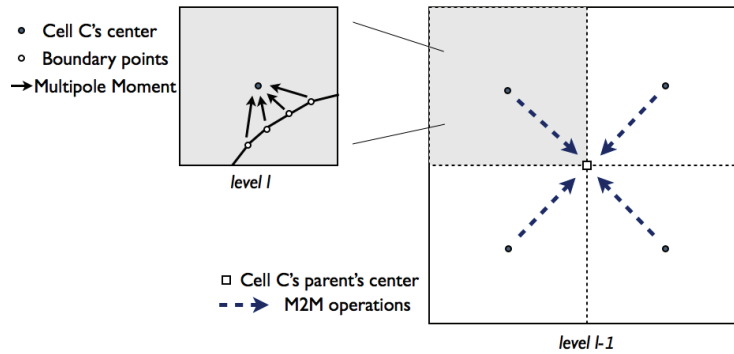 Cell C's center
Boundary points
Multipole Moment
level l
Cell C's parent's center
M2M operations
level l-1